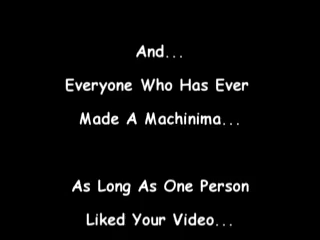 And...
Everyone Who Has Ever
Made A Machinima...
As Long As One Person
Liked Your Video...